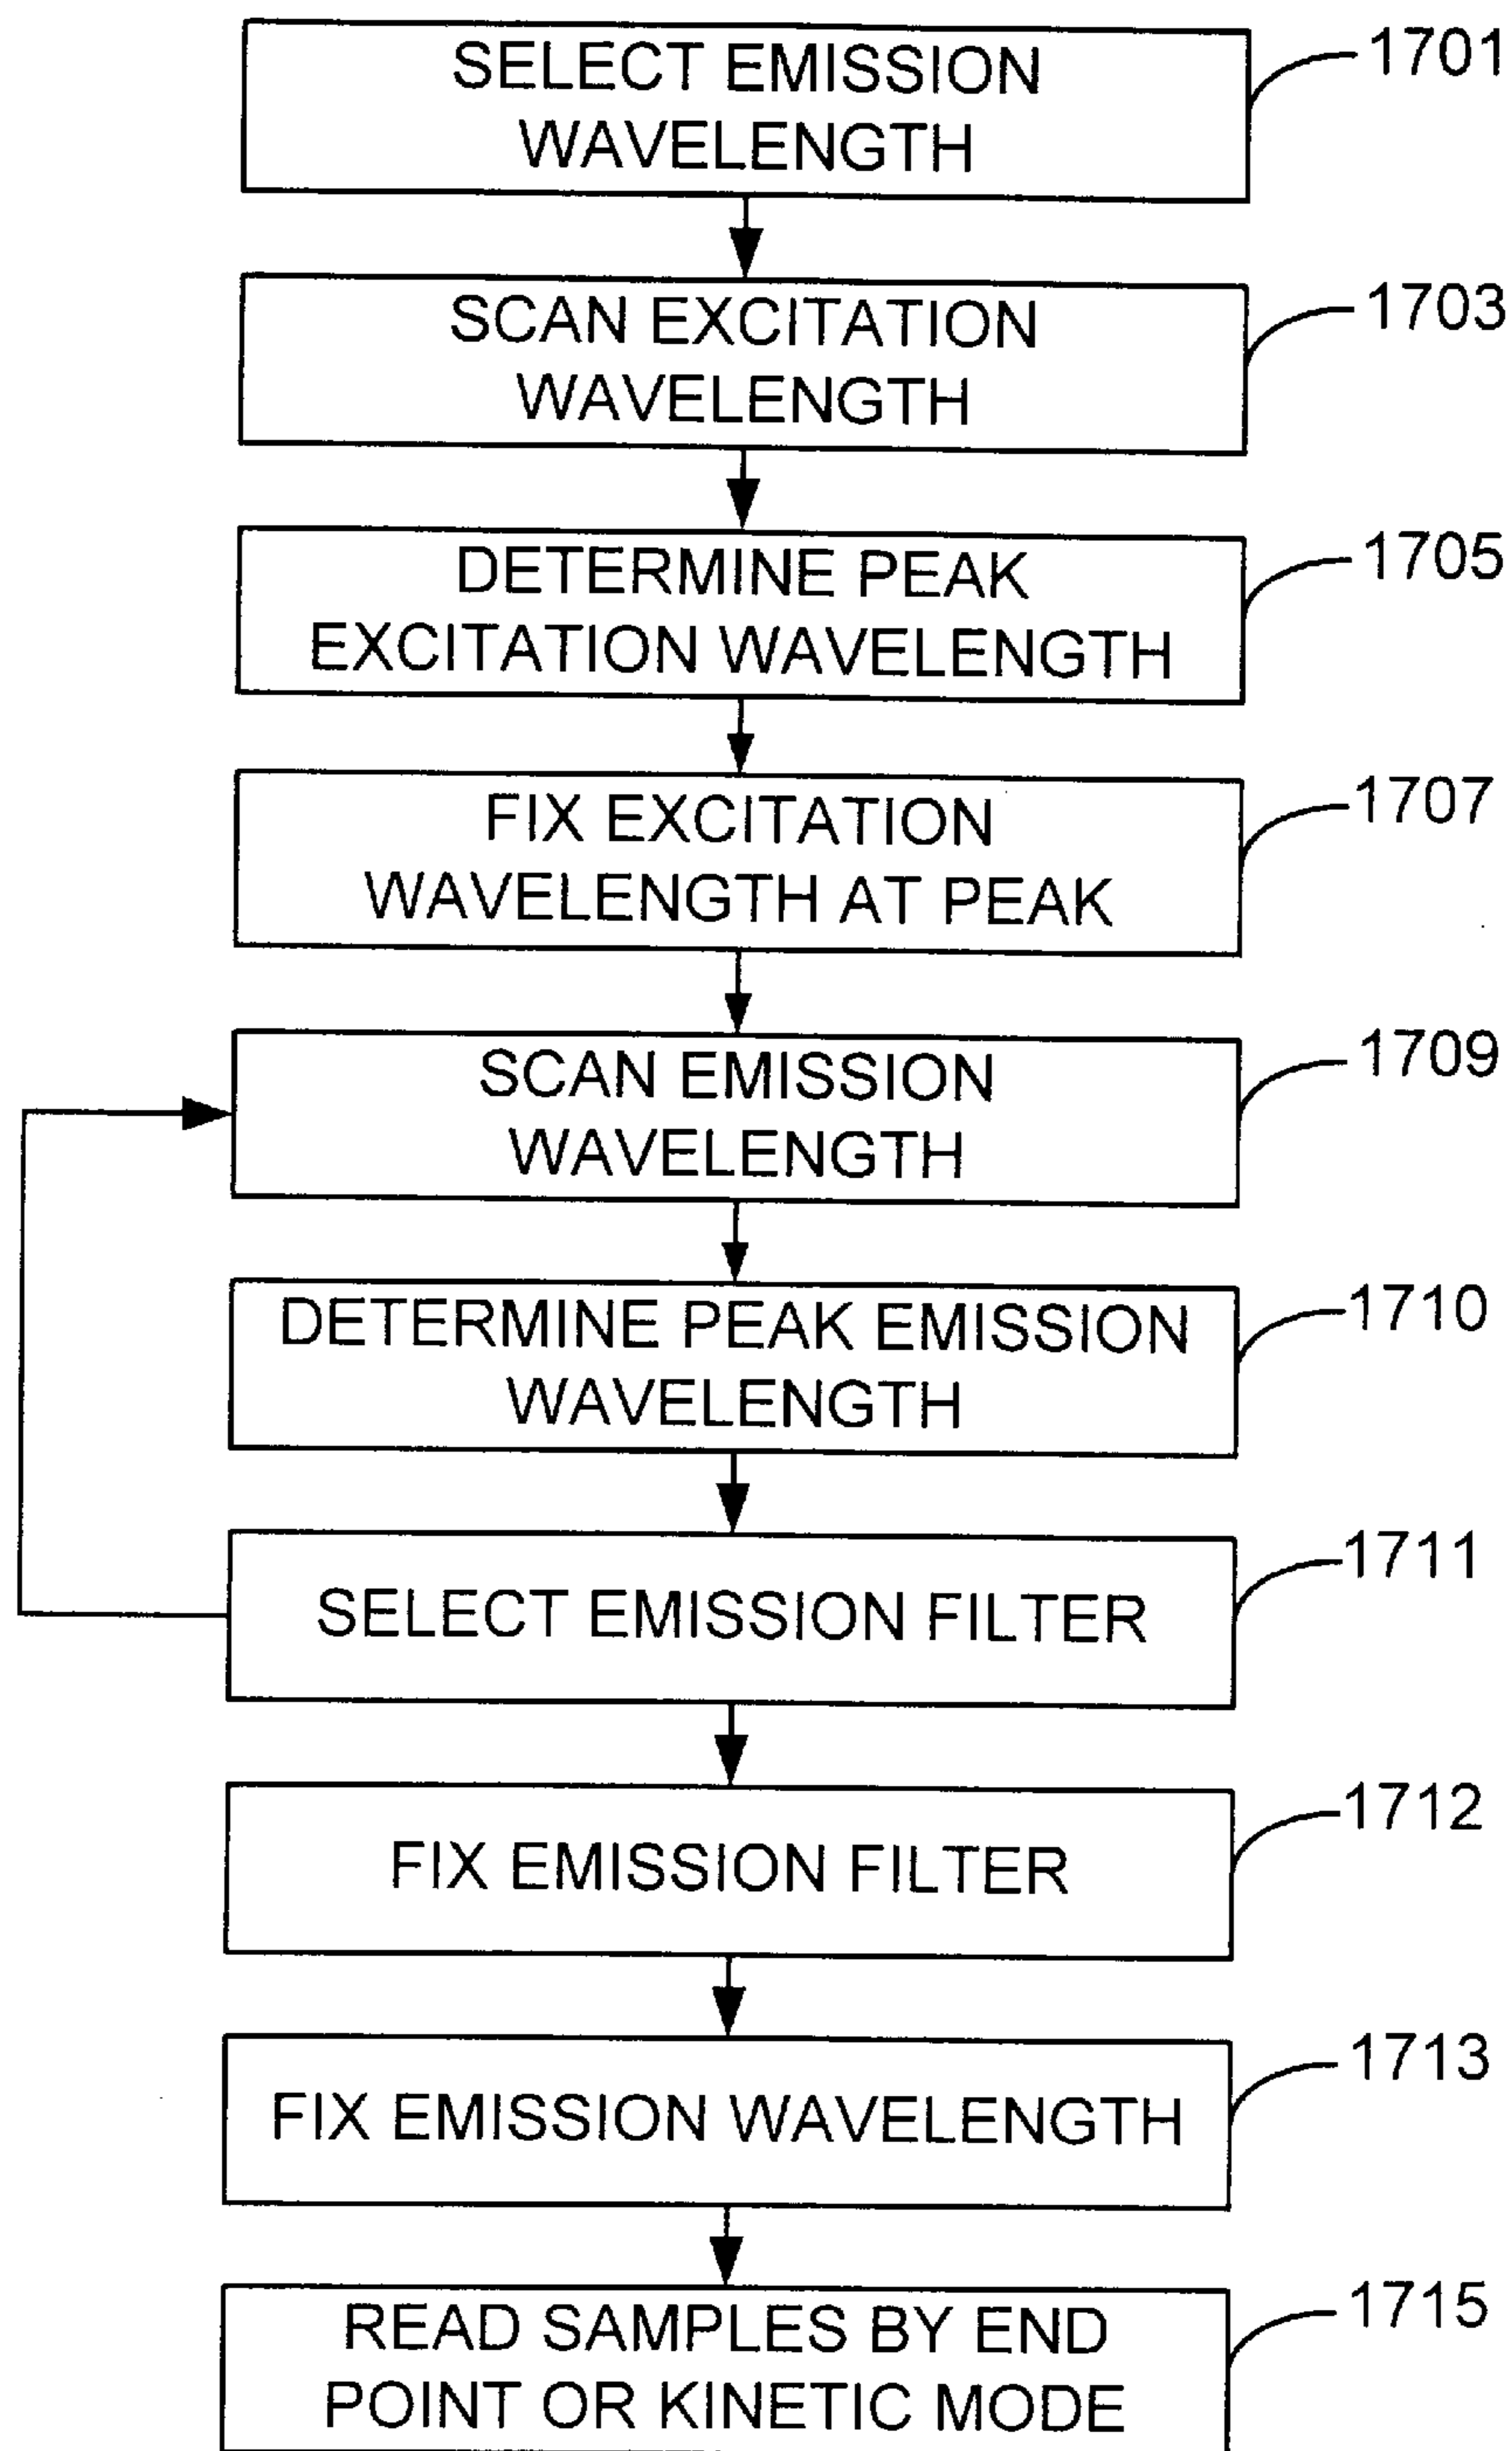 SELECT EMISSION
WAVELENGTH
1701
SCAN EXCITATION
WAVELENGTH
1703
DETERMINE PEAK
EXCITATION WAVELENGTH
1705
FIX EXCITATION
WAVELENGTH AT PEAK
1707
SCAN EMISSION
WAVELENGTH
1709
DETERMINE PEAK EMISSION
WAVELENGTH
1710
SELECT EMISSION FILTER
1711
FIX EMISSION FILTER
1712
FIX EMISSION WAVELENGTH
1713
READ SAMPLES BY END
POINT OR KINETIC MODE
1715